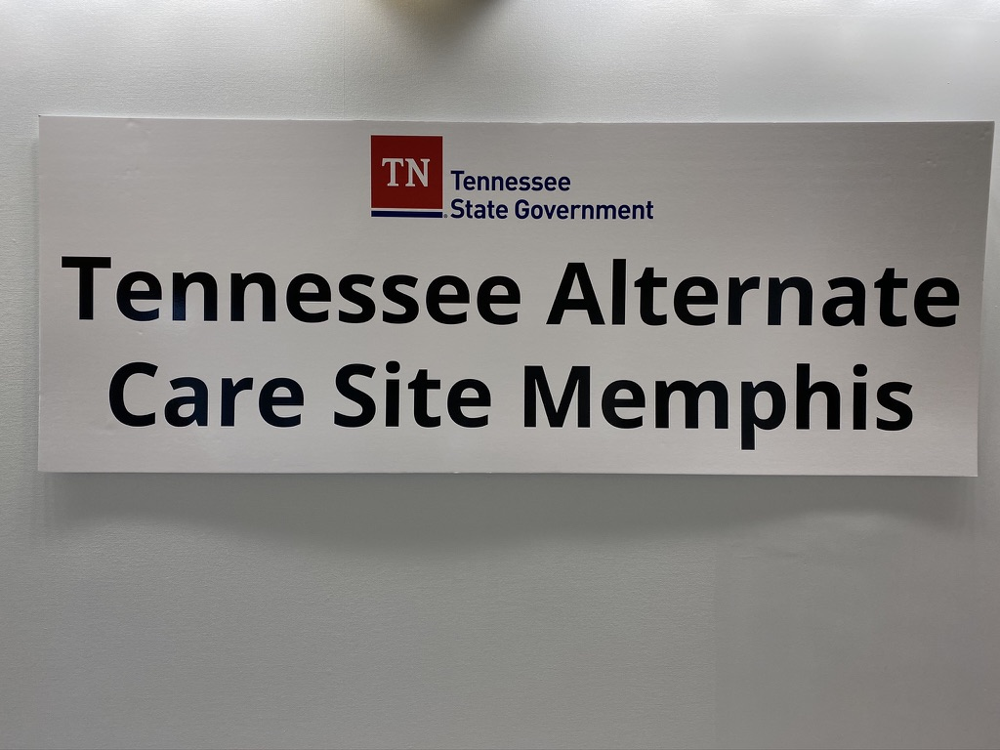 TN
Tennessee
State Government
Tennessee Alternate
Care Site Memphis